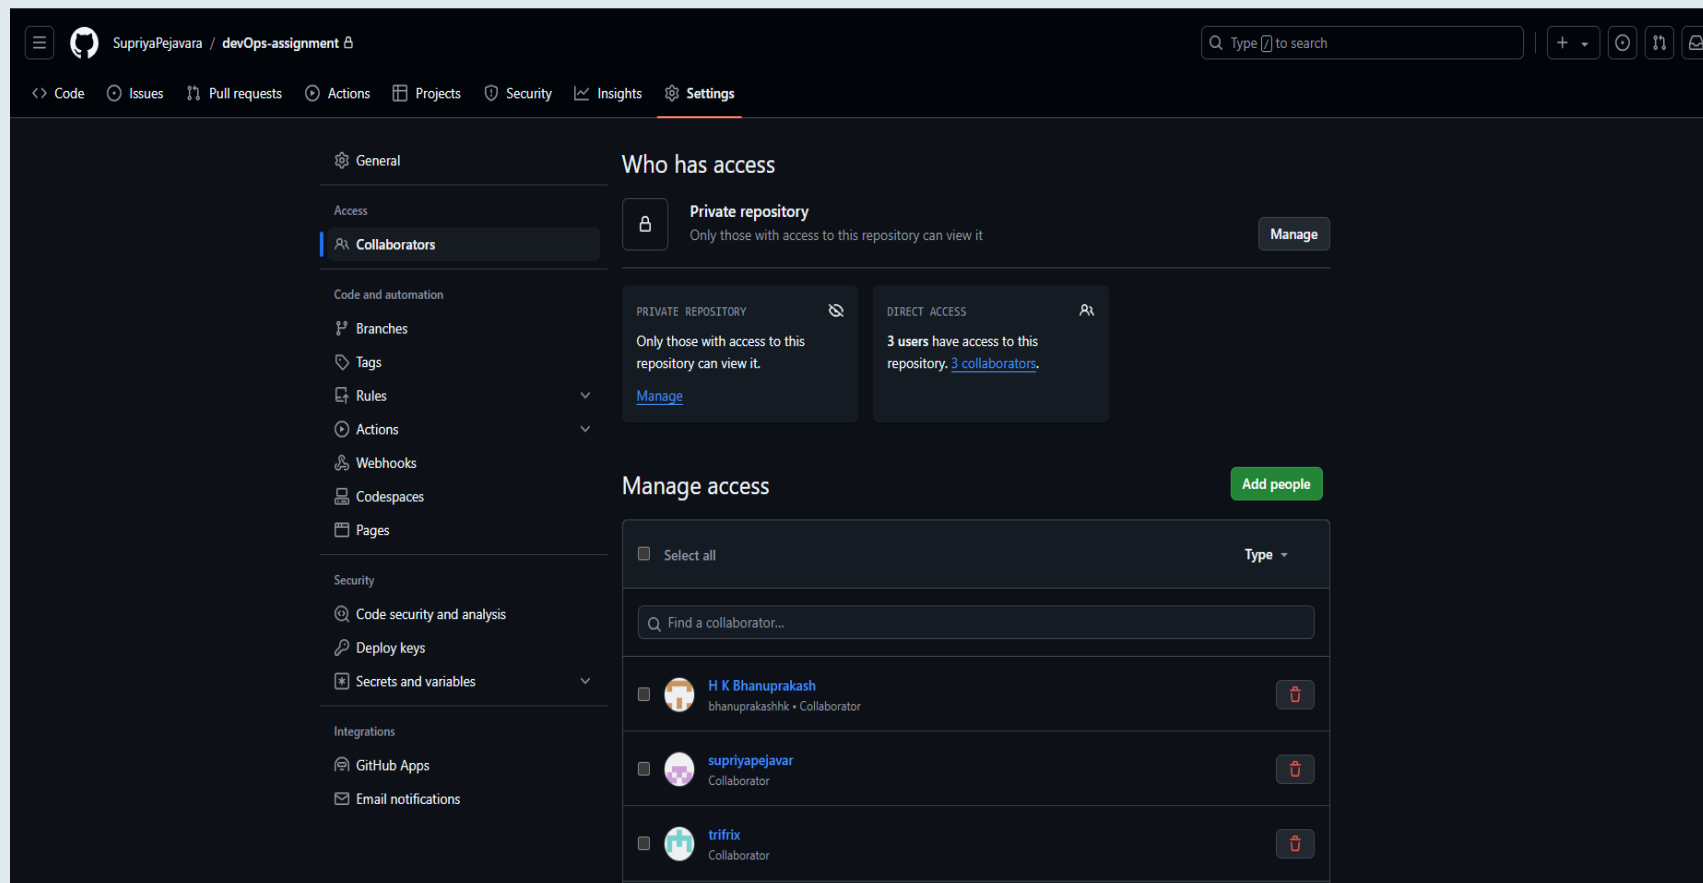 SupriyaPejavara / devOps-assignment
Type / to search
Code Issues Pull requests Actions Projects Security Insights Settings
General
Access
Collaborators
Code and automation
Branches
Tags
Rules
Actions
Webhooks
Codespaces
Pages
Security
Code security and analysis
Deploy keys
Secrets and variables
Integrations
GitHub Apps
Email notifications
Who has access
Private repository
Only those with access to this repository can view it
Manage
PRIVATE REPOSITORY
Only those with access to this
repository can view it.
Manage
DIRECT ACCESS
3 users have access to this
repository. 3 collaborators.
Manage access
Add people
Select all
Type
Find a collaborator...
H K Bhanuprakash
bhanuprakashhk • Collaborator
supriyapejavar
Collaborator
trifrix
Collaborator